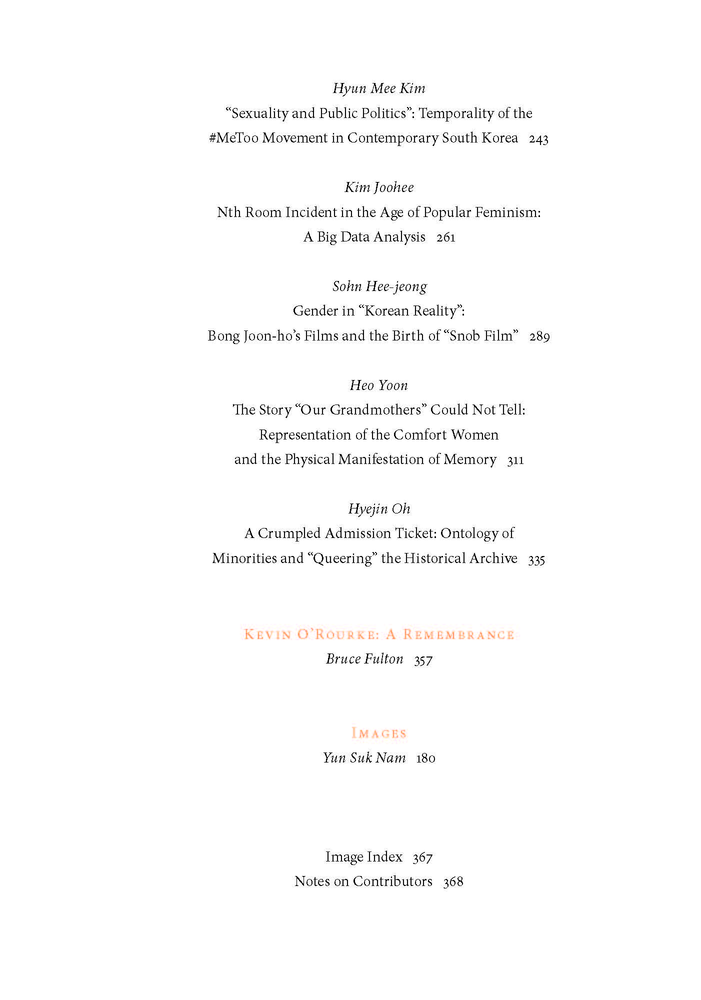 Hyun Mee Kim
“Sexuality and Public Politics”: Temporality of the
#MeToo Movement in Contemporary South Korea 243
Kim Joohee
Nth Room Incident in the Age of Popular Feminism:
A Big Data Analysis 261
Sohn Hee-jeong
Gender in “Korean Reality”:
Bong Joon-ho’s Films and the Birth of “Snob Film” 289
Heo Yoon
The Story “Our Grandmothers” Could Not Tell:
Representation of the Comfort Women
and the Physical Manifestation of Memory 311
Hyejin Oh
A Crumpled Admission Ticket: Ontology of
Minorities and “Queering” the Historical Archive 335
Kevin O’Rourke: A Remembrance
Bruce Fulton 357
Images
Yun Suk Nam 180
Image Index 367
Notes on Contributors 368